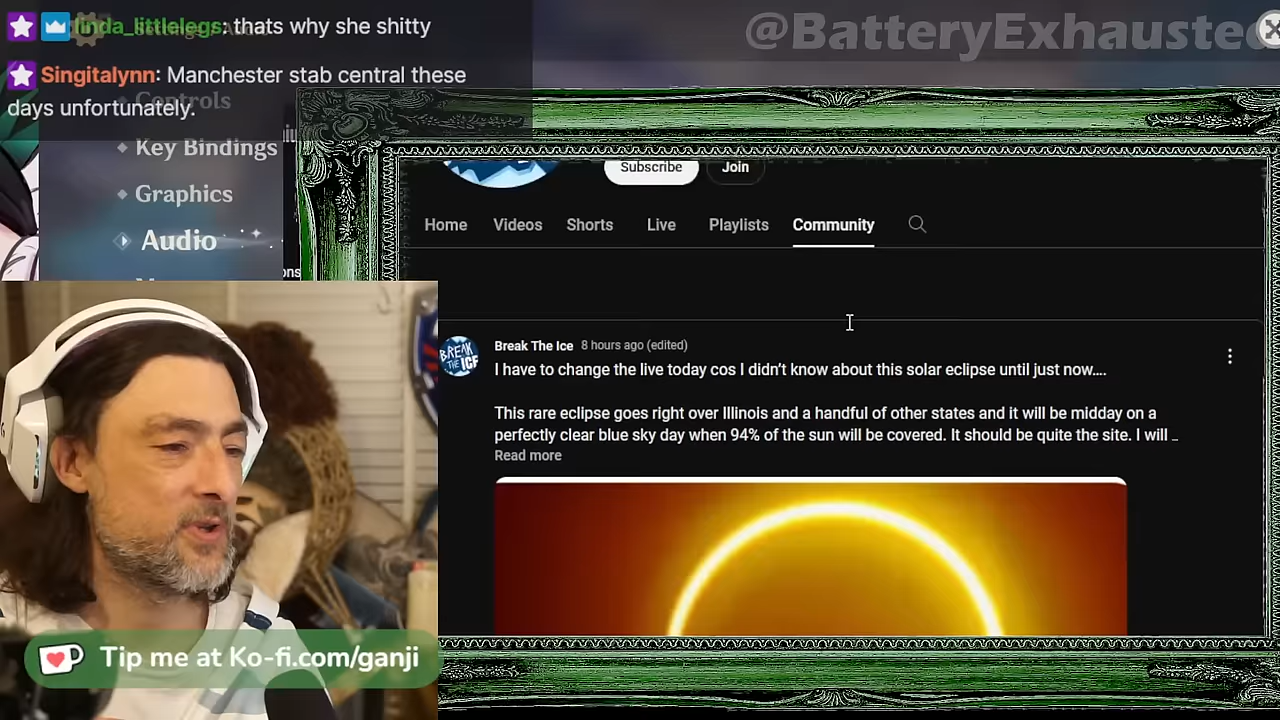 linda_littlelegs: thats why she shitty
Singitalynn: Manchester stab central these
days unfortunately.
@BatteryExhausted
Controls
Key Bindings
Graphics
Audio
Subscribe
Join
Home
Videos
Shorts
Live
Playlists
Community
BREAK
THE ICE
Break The Ice 8 hours ago (edited)
I have to change the live today cos I didn't know about this solar eclipse until just now....
This rare eclipse goes right over Illinois and a handful of other states and it will be midday on a
perfectly clear blue sky day when 94% of the sun will be covered. It should be quite the site. I will
Read more
Tip me at Ko-fi.com/ganji